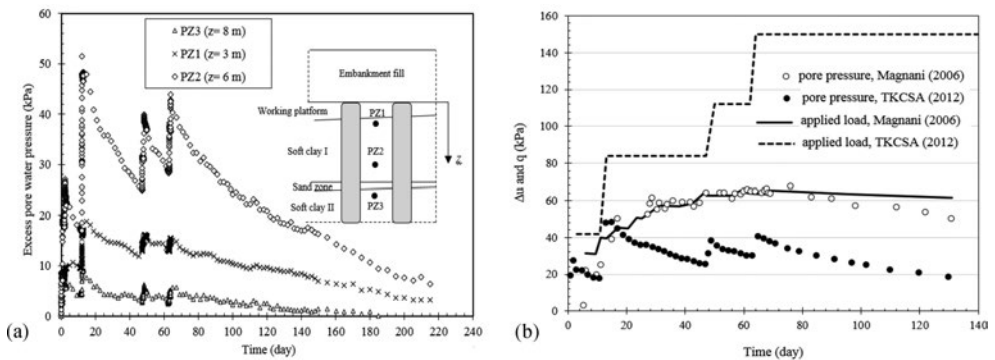 60
50
40
30
20
10
0
Excess pore water pressure (kPa)
0 20 40 60 80 100 120 140 160 180 200 220 240
Time (day)
(a)
PZ3 (z= 8 m)
PZ1 (z= 3 m)
PZ2 (z= 6 m)
Embankment fill
Working platform
PZ1
Soft clay I
PZ2
Sand zone
Soft clay II
PZ3
160
140
120
100
80
60
40
20
0
Δu and q (kPa)
0 20 40 60 80 100 120 140
Time (day)
(b)
pore pressure, Magnani (2006)
pore pressure, TKCSA (2012)
applied load, Magnani (2006)
applied load, TKCSA (2012)